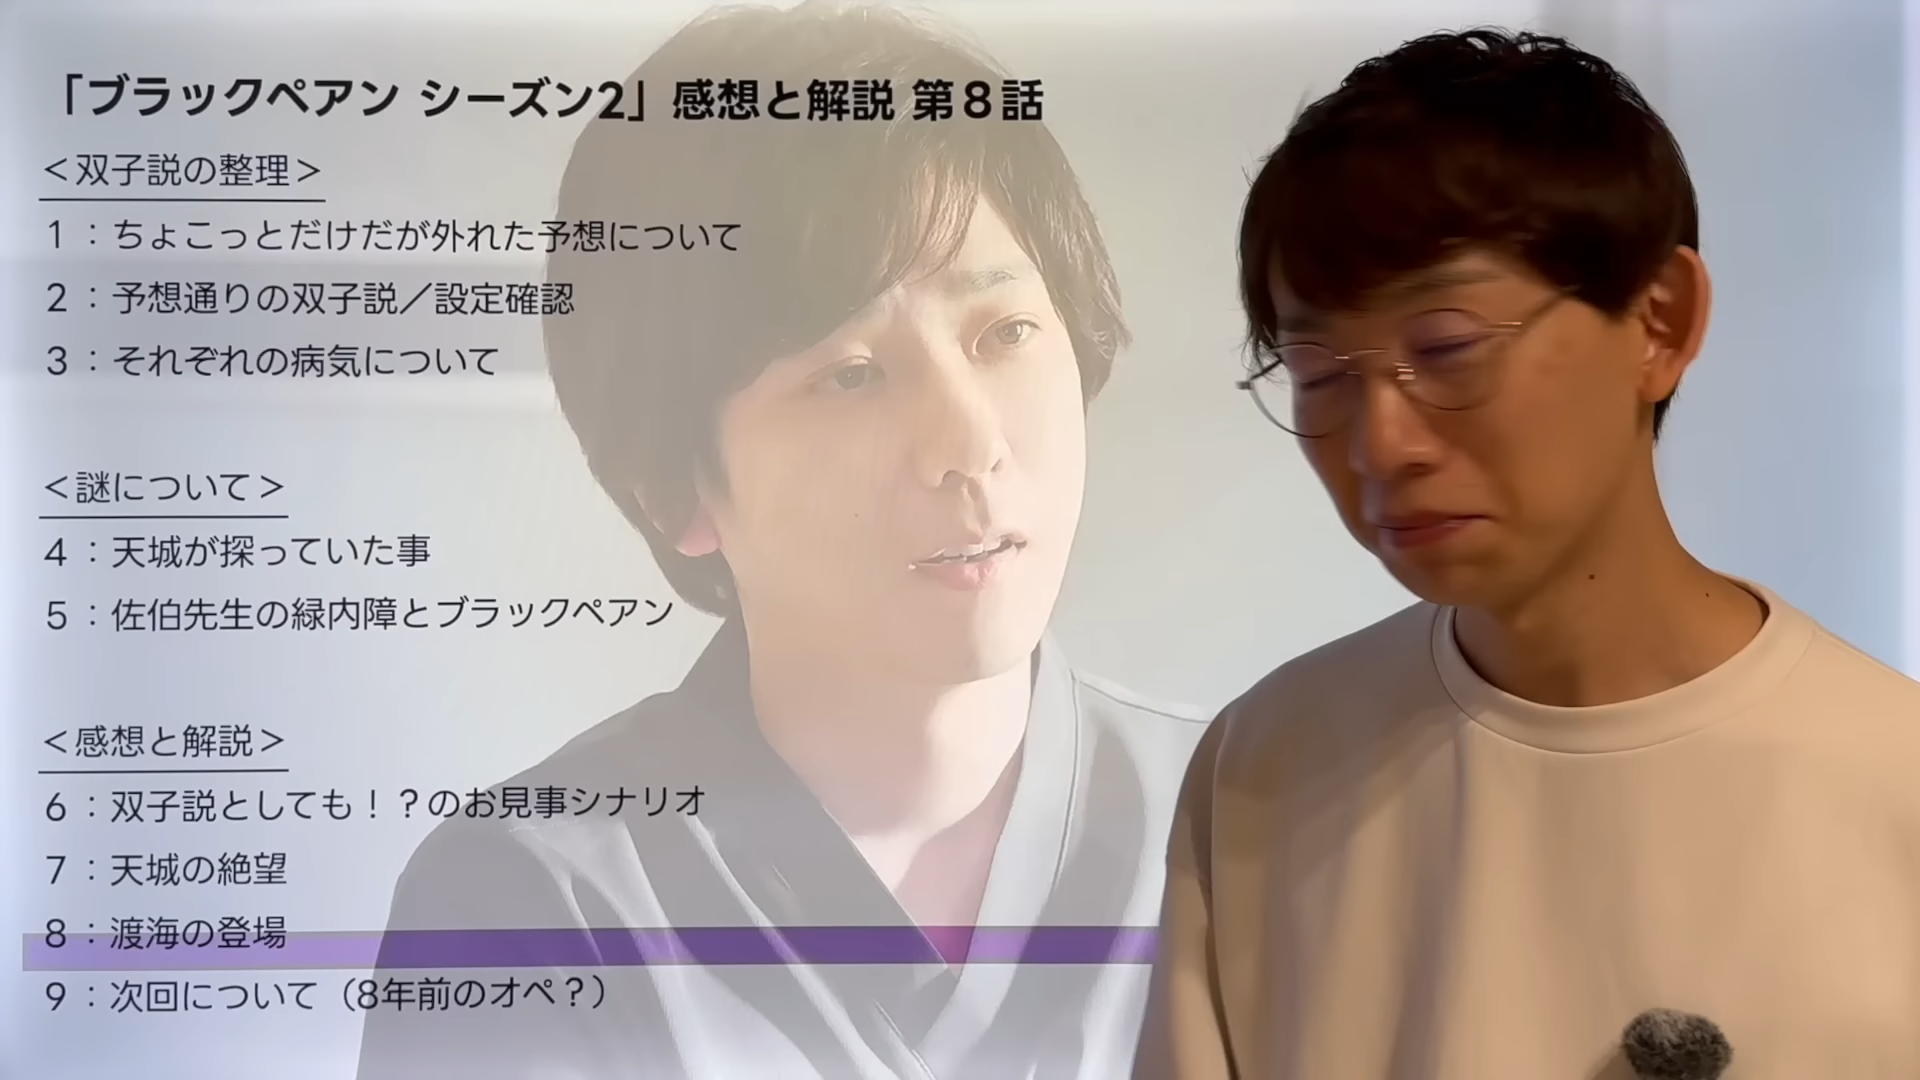 「ブラックペアン シーズン2」感想と解説 第８話
＜双子説の整理＞
1：ちょこっとだけだが外れた予想について
2：予想通りの双子説／設定確認
3：それぞれの病気について
＜謎について＞
4：天城が探っていた事
5：佐伯先生の緑内障とブラックペアン
＜感想と解説＞
6：双子説としても！？のお見事シナリオ
7：天城の絶望
8：渡海の登場
9：次回について（8年前のオペ？）